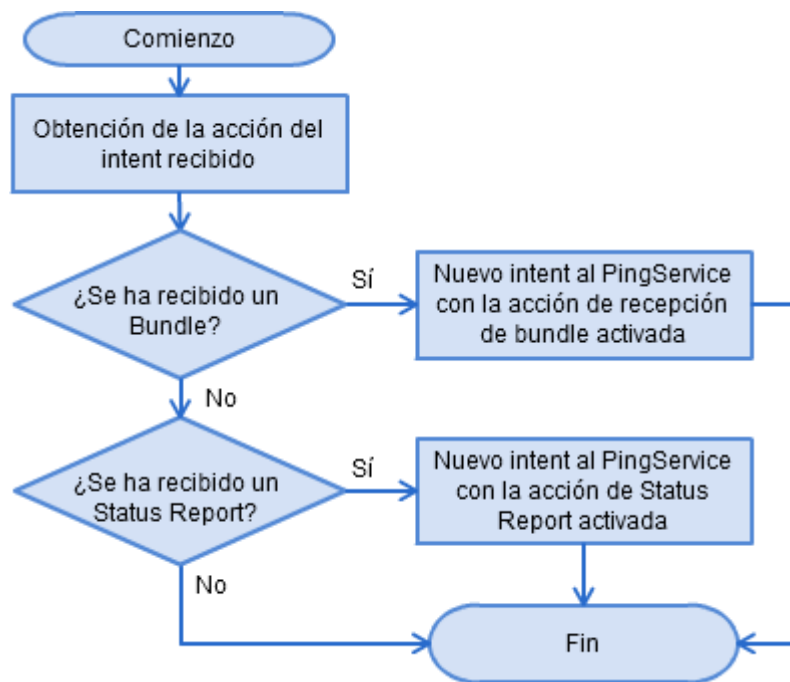 Comienzo
Obtención de la acción del
intent recibido
¿Se ha recibido un
Bundle?
Sí
Nuevo intent al PingService
con la acción de recepción
de bundle activada
No
¿Se ha recibido un
Status Report?
Sí
Nuevo intent al PingService
con la acción de Status
Report activada
No
Fin